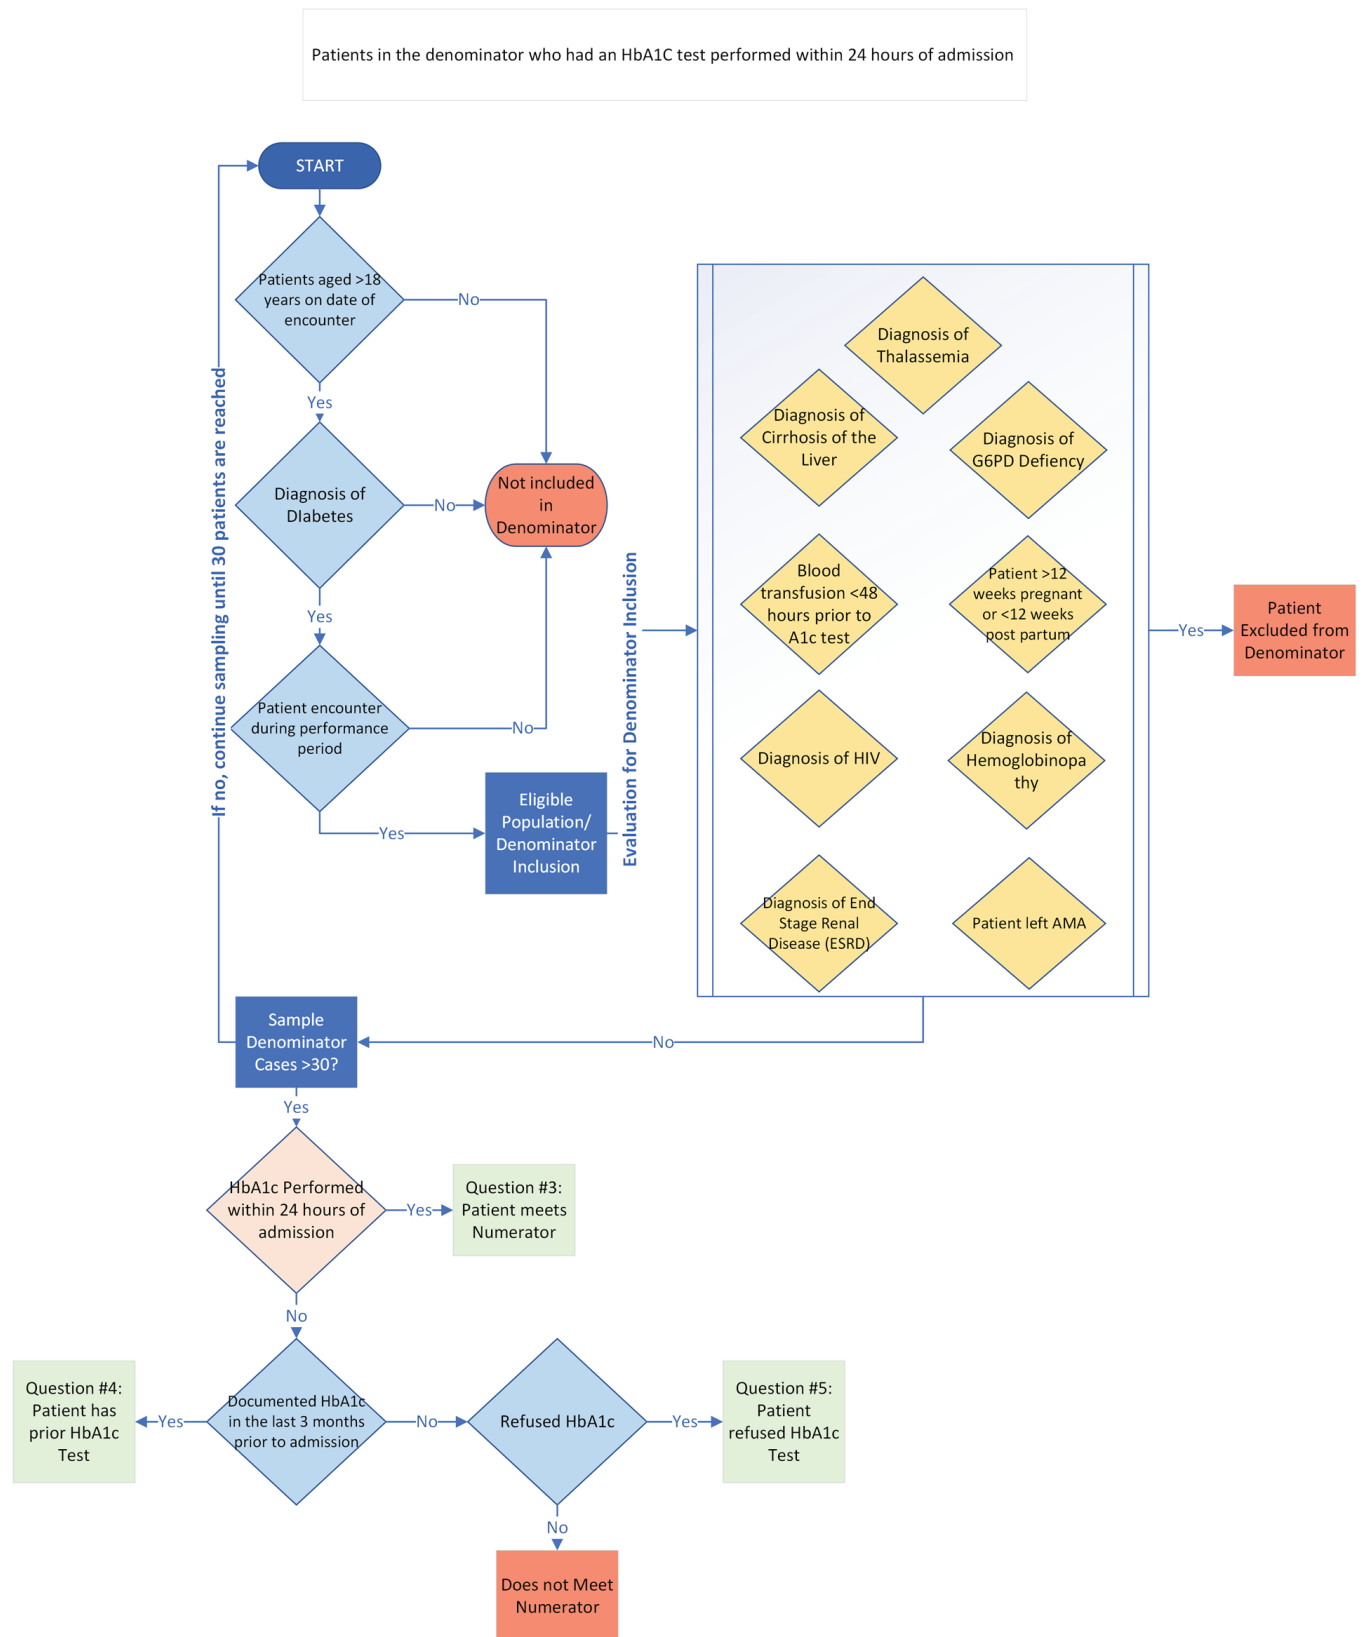 Patients in the denominator who had an HbA1C test performed within 24 hours of admission
START
Patients aged >18
years on date of
encounter
No
Yes
Diagnosis of
DIabetes
No
Not included
in
Denominator
Yes
Patient encounter
during performance
period
No
Yes
Eligible
Population/
Denominator
Inclusion
If no, continue sampling until 30 patients are reached
Evaluation for Denominator Inclusion
Diagnosis of
Thalassemia
Diagnosis of
Cirrhosis of the
Liver
Diagnosis of
G6PD Defiency
Blood
transfusion <48
hours prior to
A1c test
Patient >12
weeks pregnant
or <12 weeks
post partum
Diagnosis of HIV
Diagnosis of
Hemoglobinopa
thy
Diagnosis of End
Stage Renal
Disease (ESRD)
Patient left AMA
Yes
Patient
Excluded from
Denominator
No
Sample
Denominator
Cases >30?
Yes
HbA1c Performed
within 24 hours of
admission
Yes
Question #3:
Patient meets
Numerator
No
Documented HbA1c
in the last 3 months
prior to admission
Yes
Question #4:
Patient has
prior HbA1c
Test
No
Refused HbA1c
Yes
Question #5:
Patient
refused HbA1c
Test
No
Does not Meet
Numerator